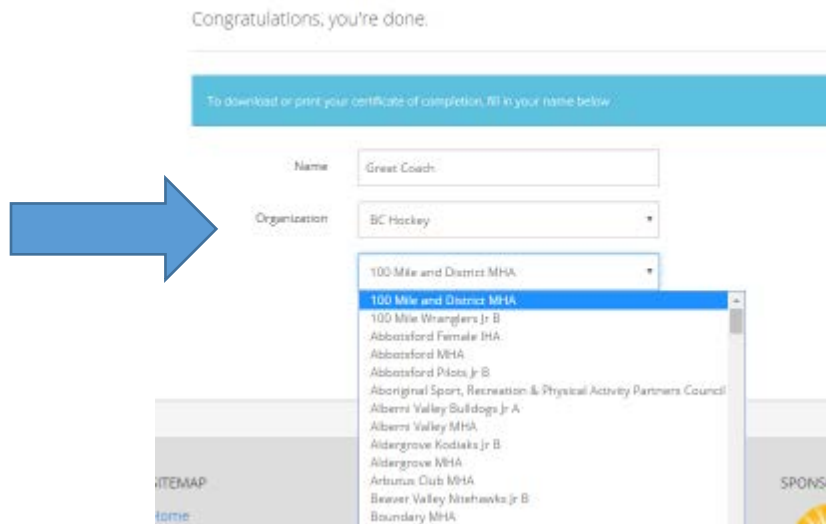 Congratulations, you're done.
To download or print your certificate of completion, fill in your name below
Name
Great Coach
Organization
BC Hockey
100 Mile and District MHA
100 Mile and District MHA
100 Mile Wranglers Jr B
Abbotsford Female IHA
Abbotsford MHA
Abbotsford Pilots Jr B
Aboriginal Sport, Recreation & Physical Activity Partners Council
Alberni Valley Bulldogs Jr A
Alberni Valley MHA
Aldergrove Kodiaks Jr B
Aldergrove MHA
Arbutus Club MHA
Beaver Valley Nitehawks Jr B
Boundary MHA
SITEMAP
Home
SPONS